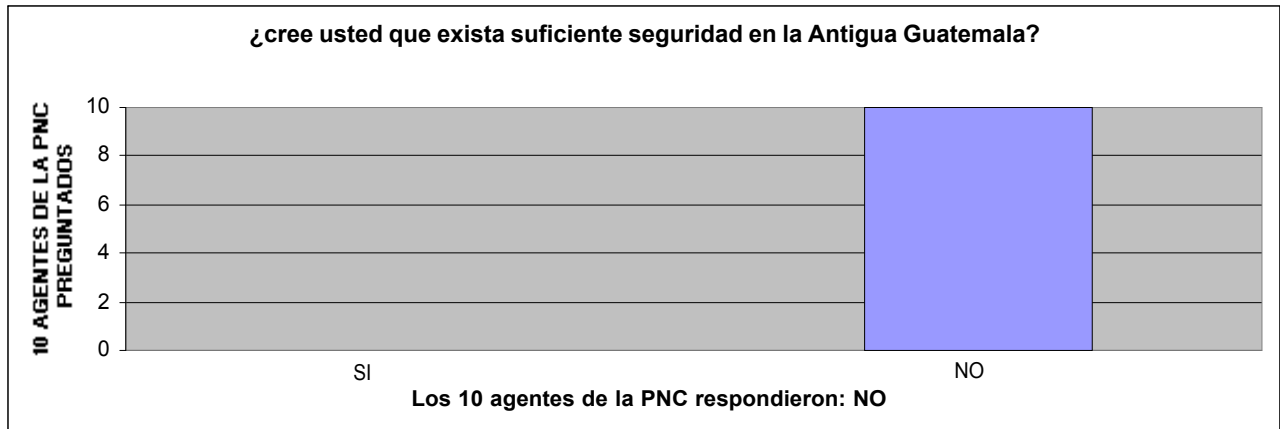 ¿cree usted que exista suficiente seguridad en la Antigua Guatemala?
10 AGENTES DE LA PNC
PREGUNTADOS
10
8
6
4
2
0
SI
NO
Los 10 agentes de la PNC respondieron: NO